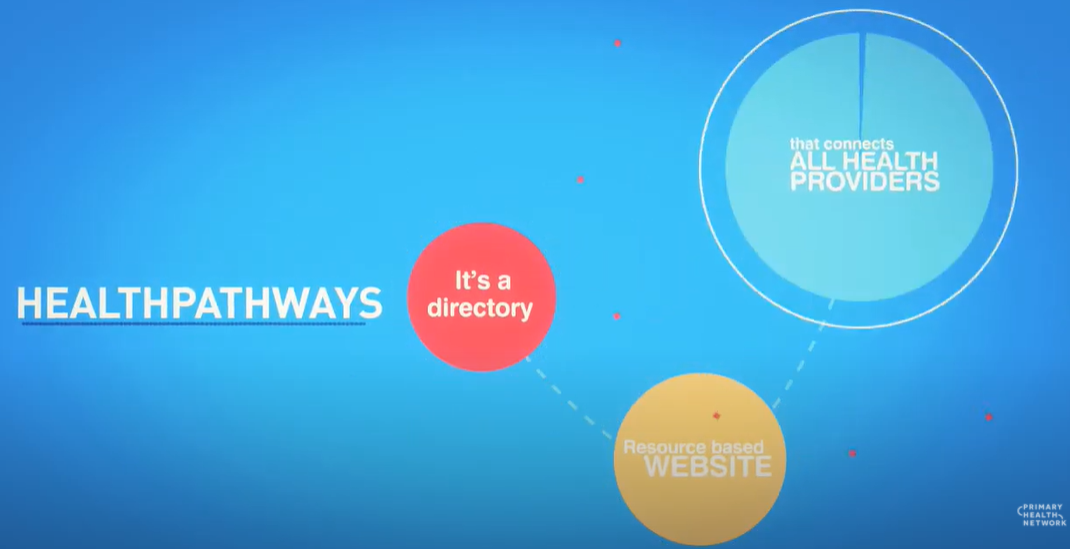 HEALTHPATHWAYS
It's a
directory
Resource based
WEBSITE
that connects
ALL HEALTH
PROVIDERS
PRIMARY
HEALTH
NETWORK